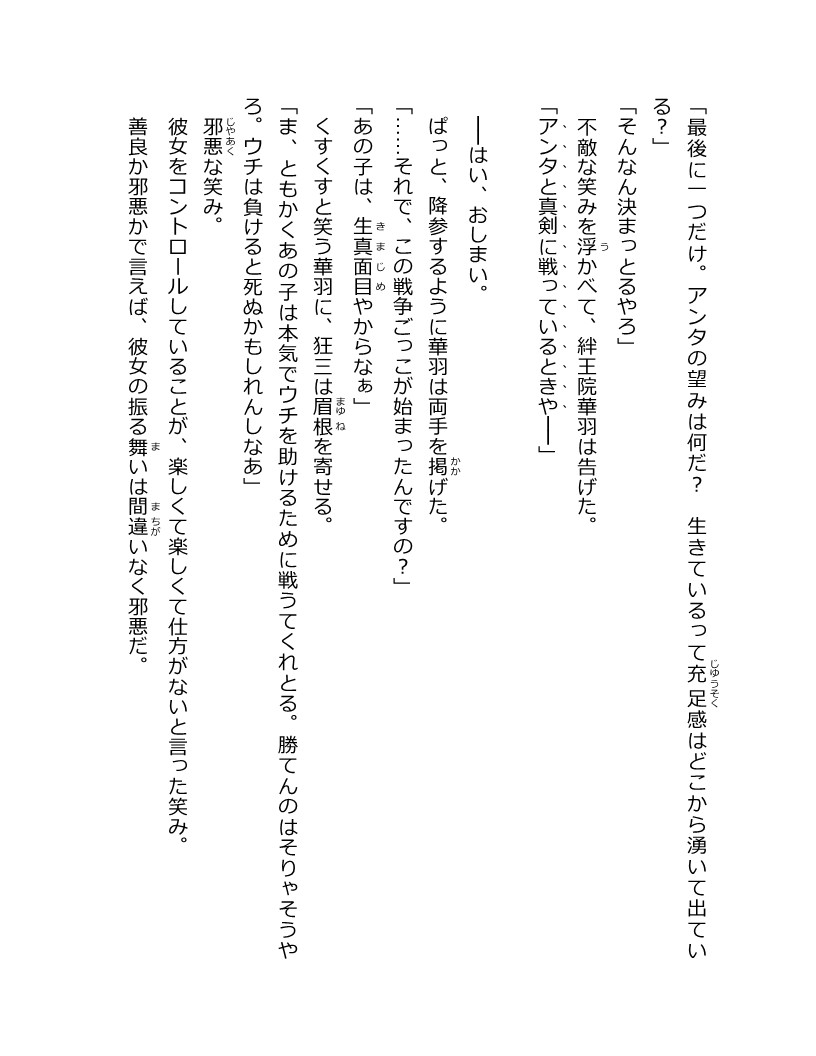 「最後に一つだけ。アンタの望みは何だ？　生きているって充足感はどこから湧いて出てい
る？」
「そんなん決まっとるやろ」
　不敵な笑みを浮かべて、絆王院華羽は告げた。
「アンタと真剣に戦っているときや――」
　――はい、おしまい。
　ぱっと、降参するように華羽は両手を掲げた。
「……それで、この戦争ごっこが始まったんですの？」
「あの子は、生真面目やからなぁ」
　くすくすと笑う華羽に、狂三は眉根を寄せる。
「ま、ともかくあの子は本気でウチを助けるために戦うてくれとる。勝てんのはそりゃそうや
ろ。ウチは負けると死ぬかもしれんしなあ」
　邪悪な笑み。
　彼女をコントロールしていることが、楽しくて楽しくて仕方がないと言った笑み。
　善良か邪悪かで言えば、彼女の振る舞いは間違いなく邪悪だ。